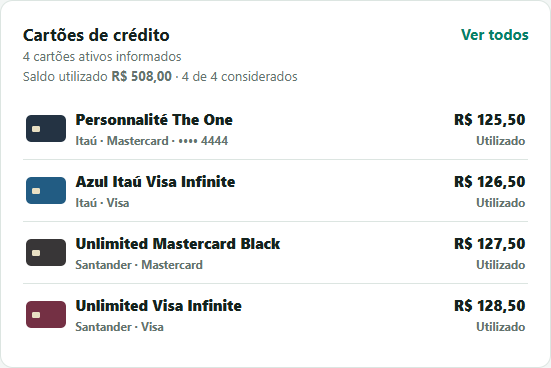 Cartões de crédito
Ver todos
4 cartões ativos informados
Saldo utilizado R$ 508,00 · 4 de 4 considerados
Personnalité The One
R$ 125,50
Itaú · Mastercard · •••• 4444
Utilizado
Azul Itaú Visa Infinite
R$ 126,50
Itaú · Visa
Utilizado
Unlimited Mastercard Black
R$ 127,50
Santander · Mastercard
Utilizado
Unlimited Visa Infinite
R$ 128,50
Santander · Visa
Utilizado